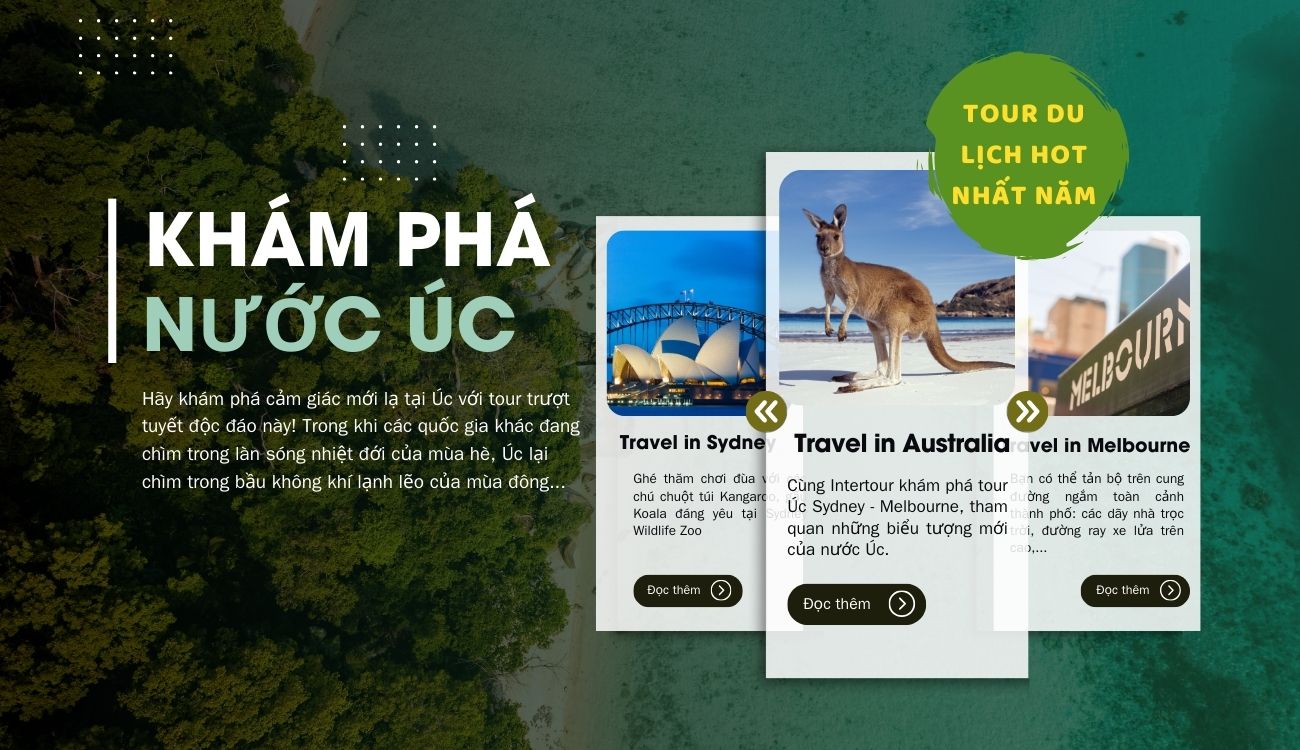 TOUR DU
LỊCH HOT
NHẤT NĂM
KHÁM PHÁ
NƯỚC ÚC
Hãy khám phá cảm giác mới lạ tại Úc với tour trượt
tuyết độc đáo này! Trong khi các quốc gia khác đang
chìm trong làn sóng nhiệt đới của mùa hè, Úc lại
chìm trong bầu không khí lạnh lẽo của mùa đông...
Travel in Sydney
Ghé thăm chơi đùa với
chú chuột túi Kangaroo,
Koala đáng yêu tại Sydney
Wildlife Zoo
Đọc thêm
Travel in Australia
Cùng Intertour khám phá tour
Úc Sydney - Melbourne, tham
quan những biểu tượng mới
của nước Úc.
Đọc thêm
MELBOURN
Travel in Melbourne
Bạn có thể tản bộ trên cung
đường ngắm toàn cảnh
thành phố: các dãy nhà trọc
trời, đường ray xe lửa trên
cao,...
Đọc thêm